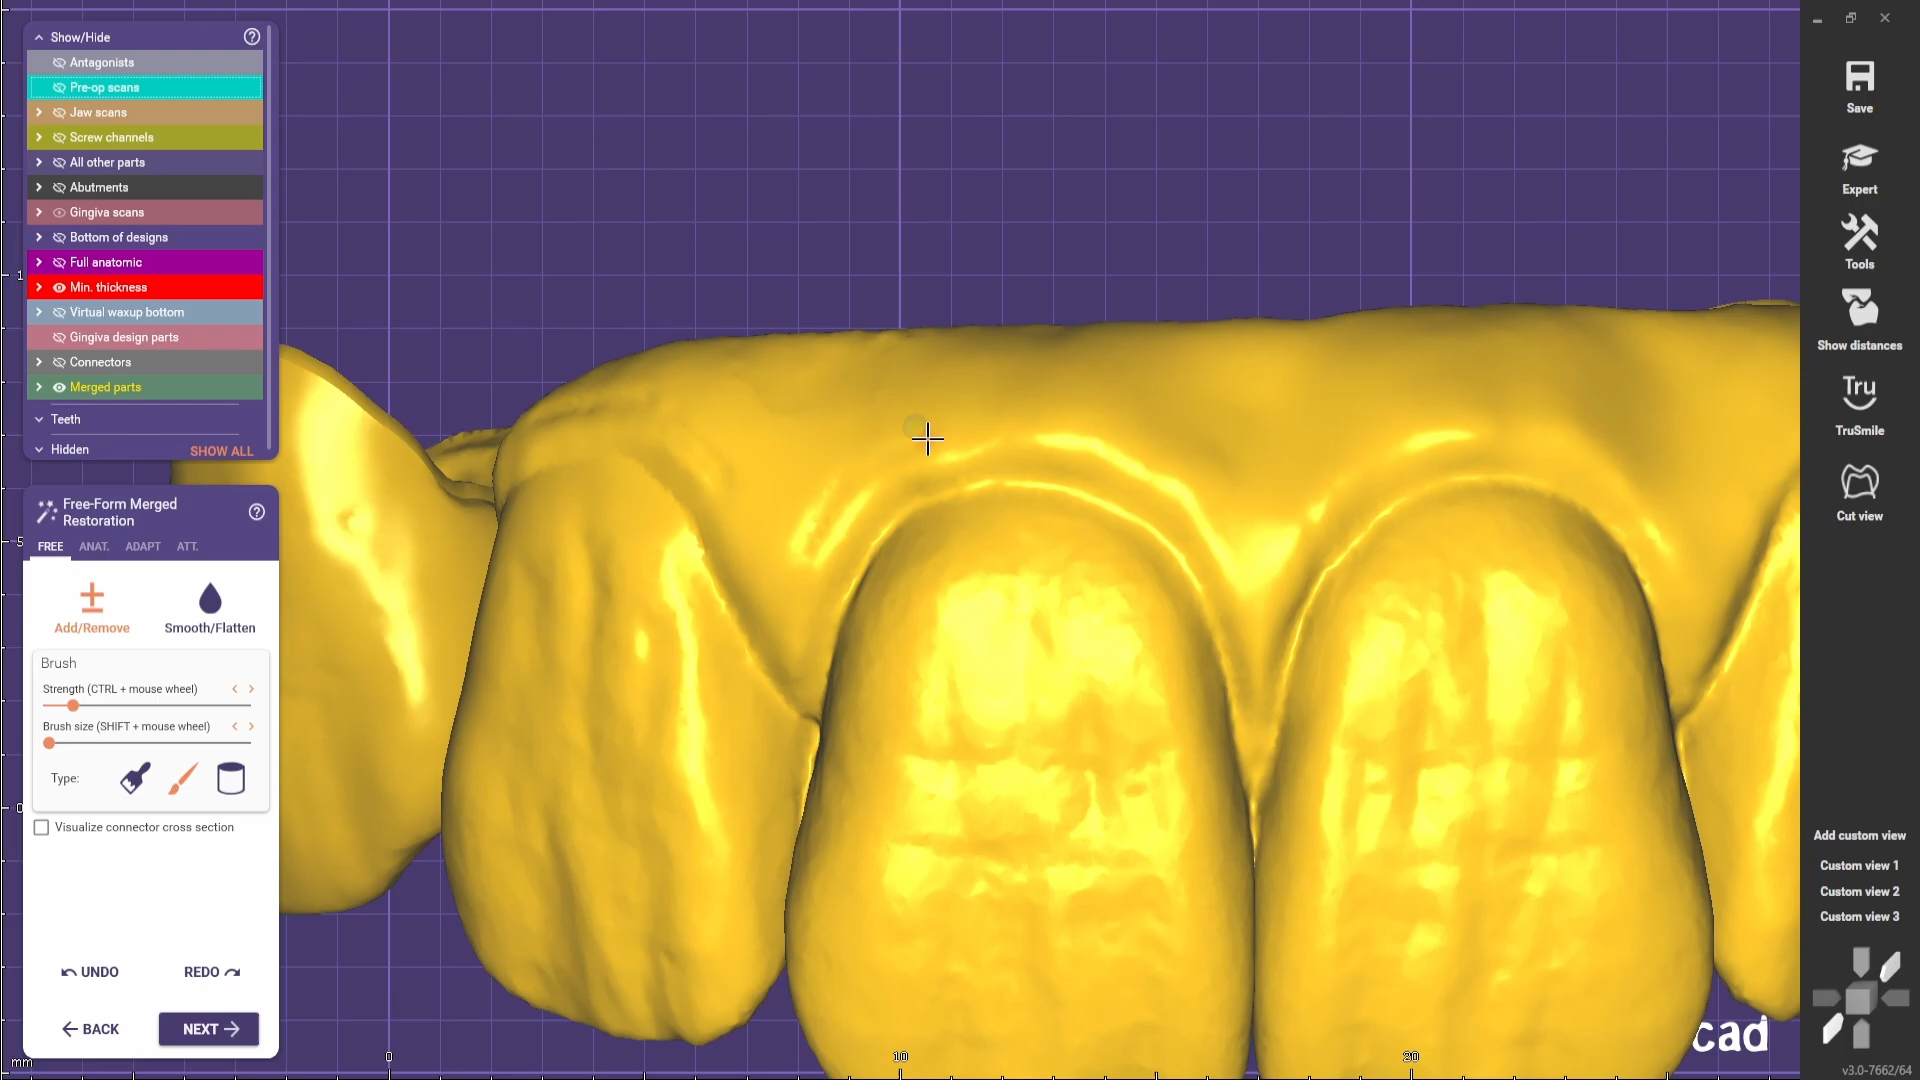 Show/Hide
Antagonists
Pre-op scans
Jaw scans
Screw channels
All other parts
Abutments
Gingiva scans
Bottom of designs
Full anatomic
Min. thickness
Virtual waxup bottom
Gingiva design parts
Connectors
Merged parts
Teeth
Hidden SHOW ALL
Free-Form Merged
Restoration
FREE ANAT. ADAPT ATT.
Add/Remove Smooth/Flatten
Brush
Strength (CTRL + mouse wheel)
Brush size (SHIFT + mouse wheel)
Type:
Visualize connector cross section
UNDO REDO
BACK NEXT
mm
0 10 20
1
5
0
Save
Expert
Tools
Show distances
Tru
TruSmile
Cut view
Add custom view
Custom view 1
Custom view 2
Custom view 3
cad
v3.0-7662/64